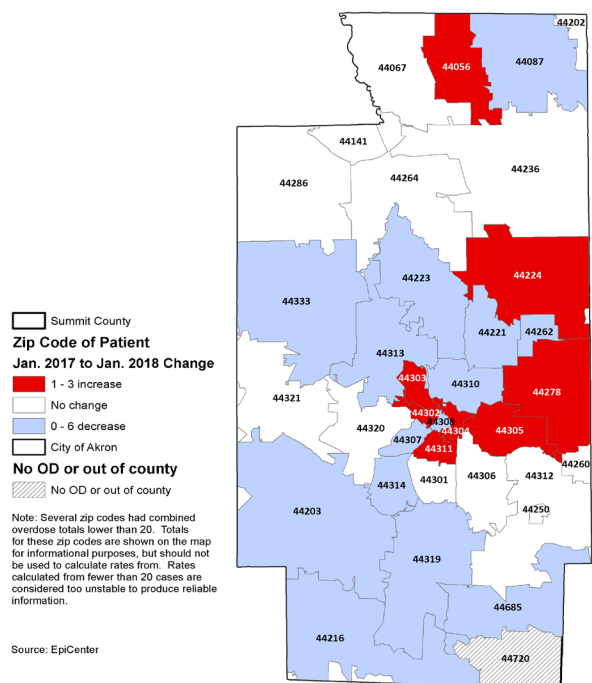 44202
44067
44056
44087
44141
44286
44264
44236
44333
44223
44224
44221
44262
44313
44303
44310
44278
44321
44302
44308
44304
44305
44320
44307
44311
44260
44301
44306
44312
44314
44250
44203
44319
44685
44216
44720
Summit County
Zip Code of Patient
Jan. 2017 to Jan. 2018 Change
1 - 3 increase
No change
0 - 6 decrease
City of Akron
No OD or out of county
No OD or out of county
Note: Several zip codes had combined
overdose totals lower than 20.  Totals
for these zip codes are shown on the map
for informational purposes, but should not
be used to calculate rates from.  Rates
calculated from fewer than 20 cases are
considered too unstable to produce reliable
information.
Source: EpiCenter